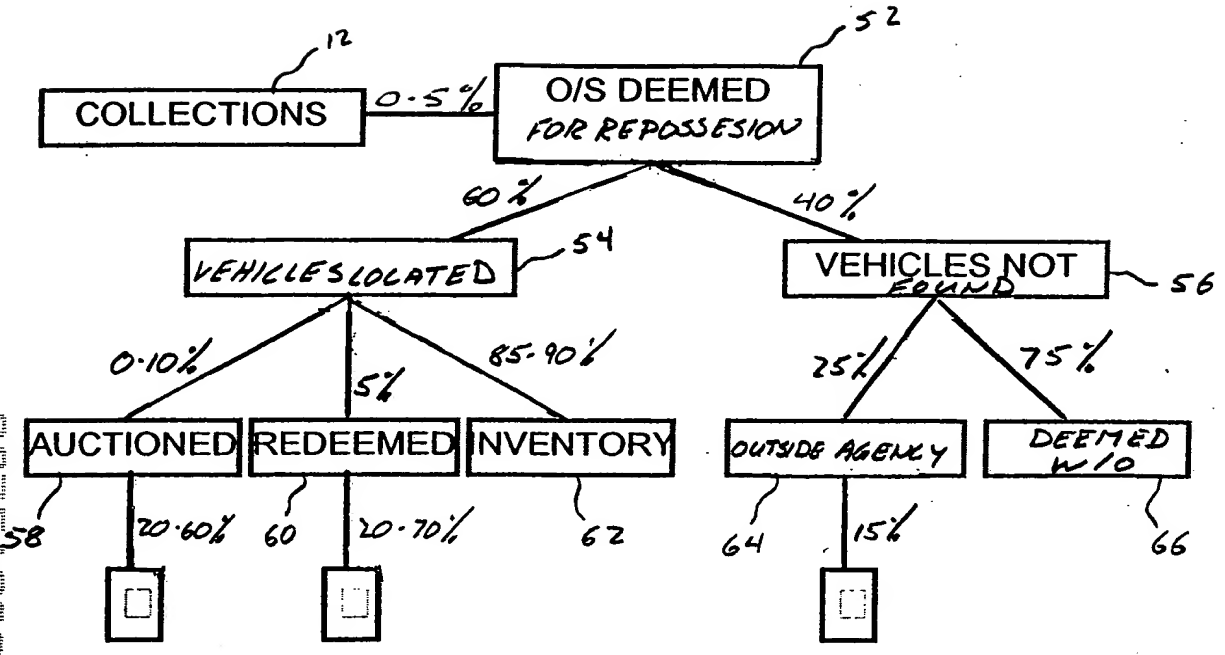 12
52
COLLECTIONS
0-5%
O/S DEEMED
FOR REPOSSESION
60%
40%
VEHICLES LOCATED
54
VEHICLES NOT
FOUND
56
0-10%
5%
85-90%
25%
75%
AUCTIONED
REDEEMED
INVENTORY
OUTSIDE AGENCY
DEEMED
W/O
58
20-60%
60
20-70%
62
64
15%
66